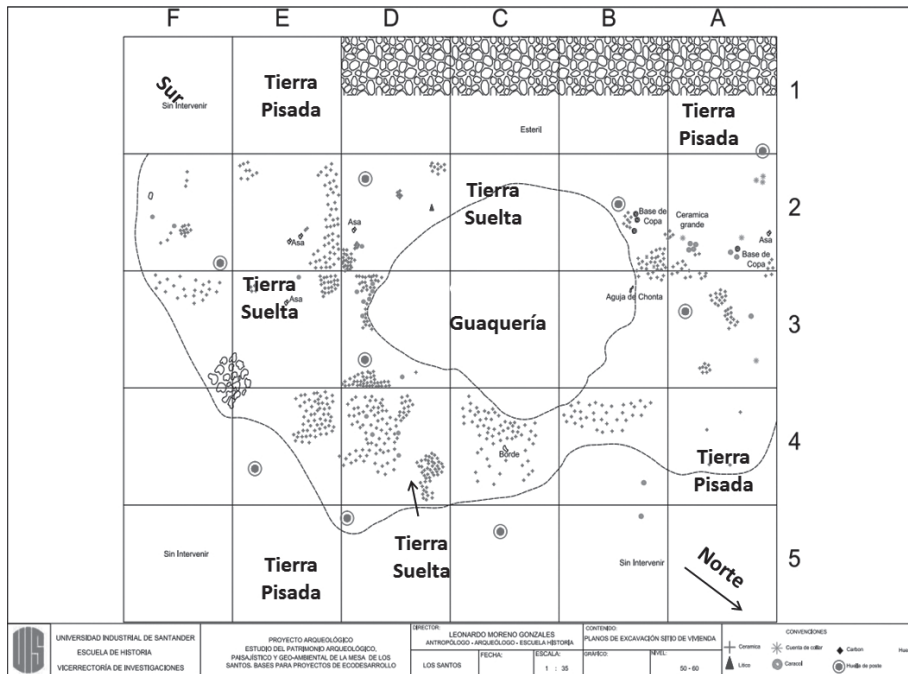 F E D C B A
Sur
Sin Intervenir
Tierra
Pisada
1
Esteril
Tierra
Pisada
Tierra
Suelta
2
Asa
Asa
Base de
Copa
Ceramica
grande
Asa
Base de
Copa
Tierra
Suelta
Asa
Guaquería
Aguja de Chonta
3
Borde
4
Tierra
Pisada
Sin Intervenir
Tierra
Pisada
Tierra
Suelta
Sin Intervenir
Norte
5
UNIVERSIDAD INDUSTRIAL DE SANTANDER
ESCUELA DE HISTORIA
VICERRECTORÍA DE INVESTIGACIONES
PROYECTO ARQUEOLÓGICO
ESTUDIO DEL PATRIMONIO ARQUEOLÓGICO,
PAISAJÍSTICO Y GEO-AMBIENTAL DE LA MESA DE LOS
SANTOS. BASES PARA PROYECTOS DE ECODESARROLLO
DIRECTOR:
LEONARDO MORENO GONZALES
ANTROPÓLOGO - ARQUEÓLOGO - ESCUELA HISTORIA
LOS SANTOS
FECHA:
ESCALA:
1 : 35
CONTENIDO:
PLANOS DE EXCAVACIÓN SITIO DE VIVIENDA
GRÁFICO:
NIVEL:
50 - 60
CONVENCIONES
Ceramica
Cuenta de collar
Carbon
Lítico
Caracol
Huella de poste